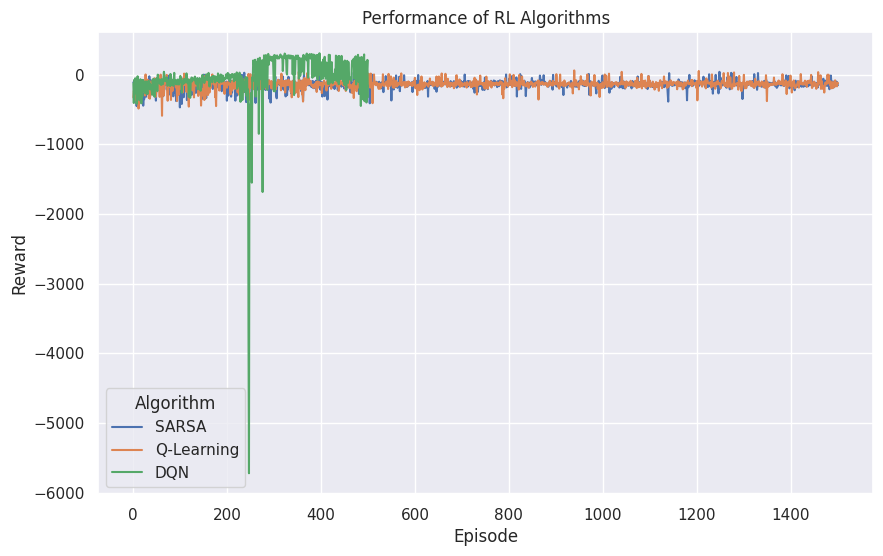 Performance of RL Algorithms
Reward
0
−1000
−2000
−3000
−4000
−5000
−6000
Algorithm
SARSA
Q-Learning
DQN
0 200 400 600 800 1000 1200 1400
Episode